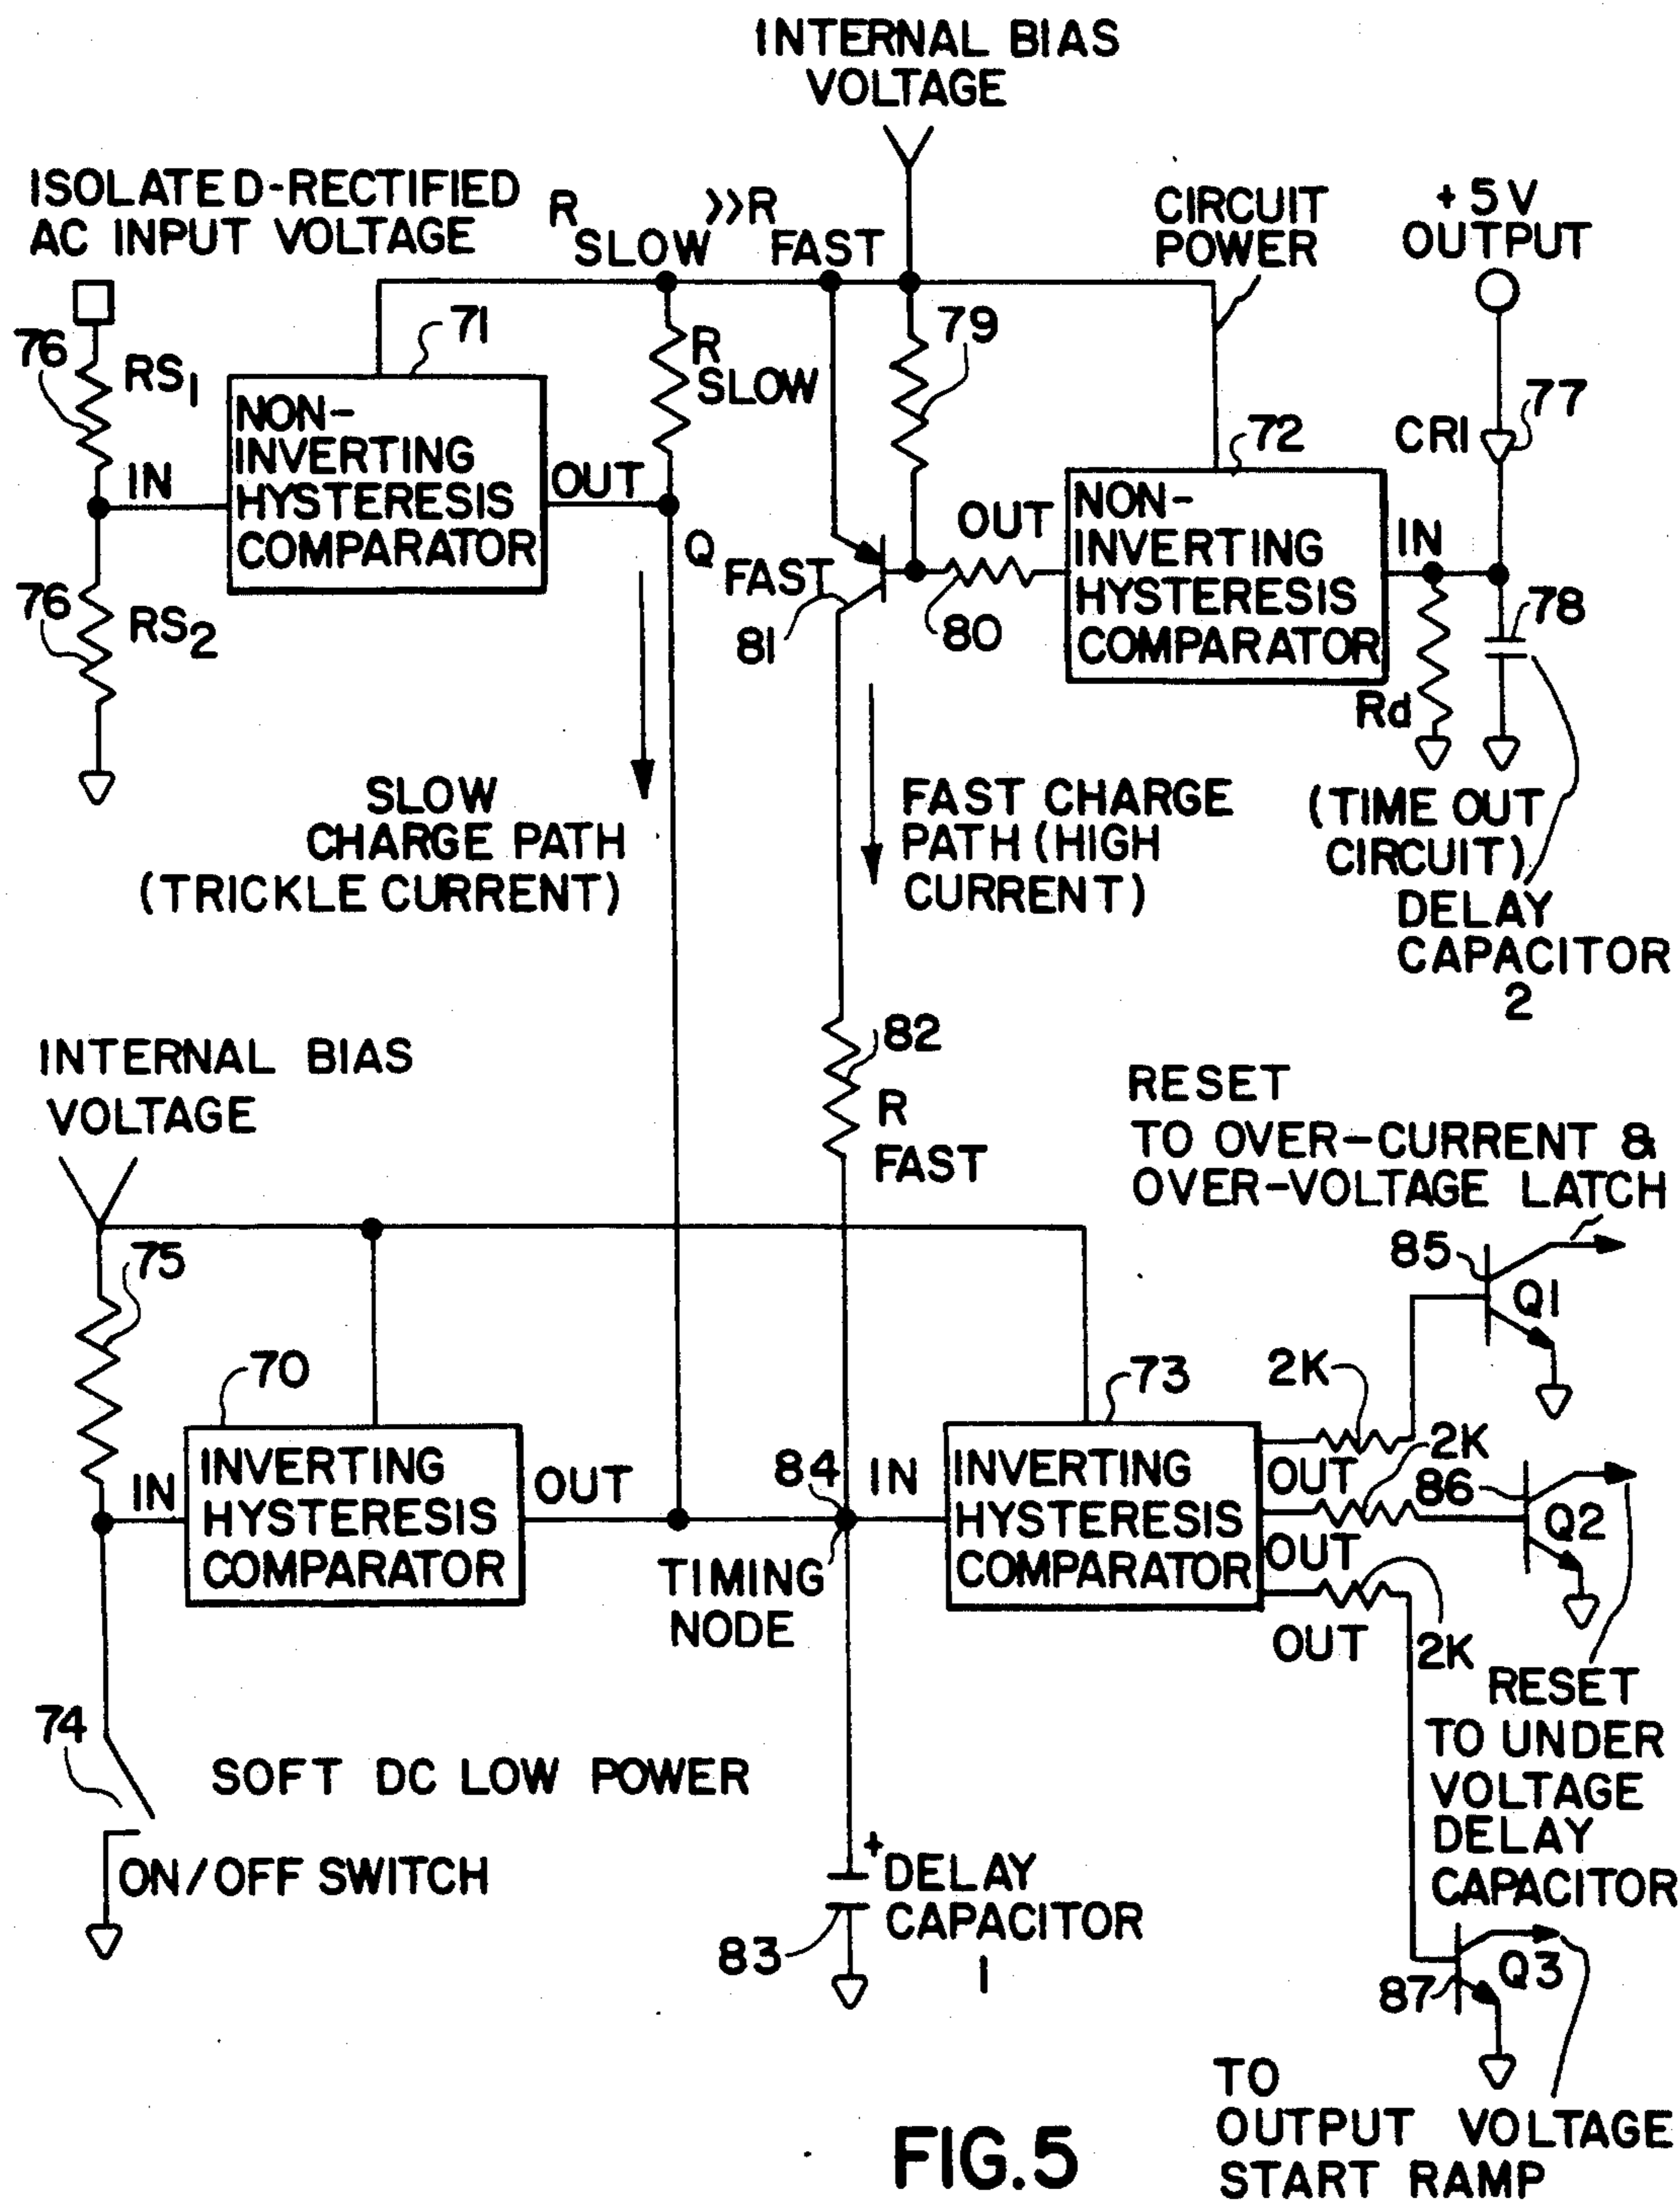 INTERNAL BIAS
VOLTAGE
ISOLATED-RECTIFIED
AC INPUT VOLTAGE
R SLOW >>R FAST
CIRCUIT
POWER
+5V
OUTPUT
76
RS1
71
R
SLOW
79
77
CR1
72
IN
NON-
INVERTING
HYSTERESIS
COMPARATOR
OUT
Q
FAST
81
OUT
80
NON-
INVERTING
HYSTERESIS
COMPARATOR
IN
78
76
RS2
Rd
SLOW
CHARGE PATH
(TRICKLE CURRENT)
FAST CHARGE
PATH (HIGH
CURRENT)
(TIME OUT
CIRCUIT)
DELAY
CAPACITOR
2
INTERNAL BIAS
VOLTAGE
82
R
FAST
RESET
TO OVER-CURRENT &
OVER-VOLTAGE LATCH
75
85
Q1
70
73
2K
IN
INVERTING
HYSTERESIS
COMPARATOR
OUT
84
TIMING
NODE
IN
INVERTING
HYSTERESIS
COMPARATOR
OUT
2K
86
Q2
OUT
OUT
2K
RESET
TO UNDER
VOLTAGE
DELAY
CAPACITOR
74
SOFT DC LOW POWER
ON/OFF SWITCH
+
DELAY
CAPACITOR
1
83
87
Q3
TO
OUTPUT VOLTAGE
START RAMP
FIG.5